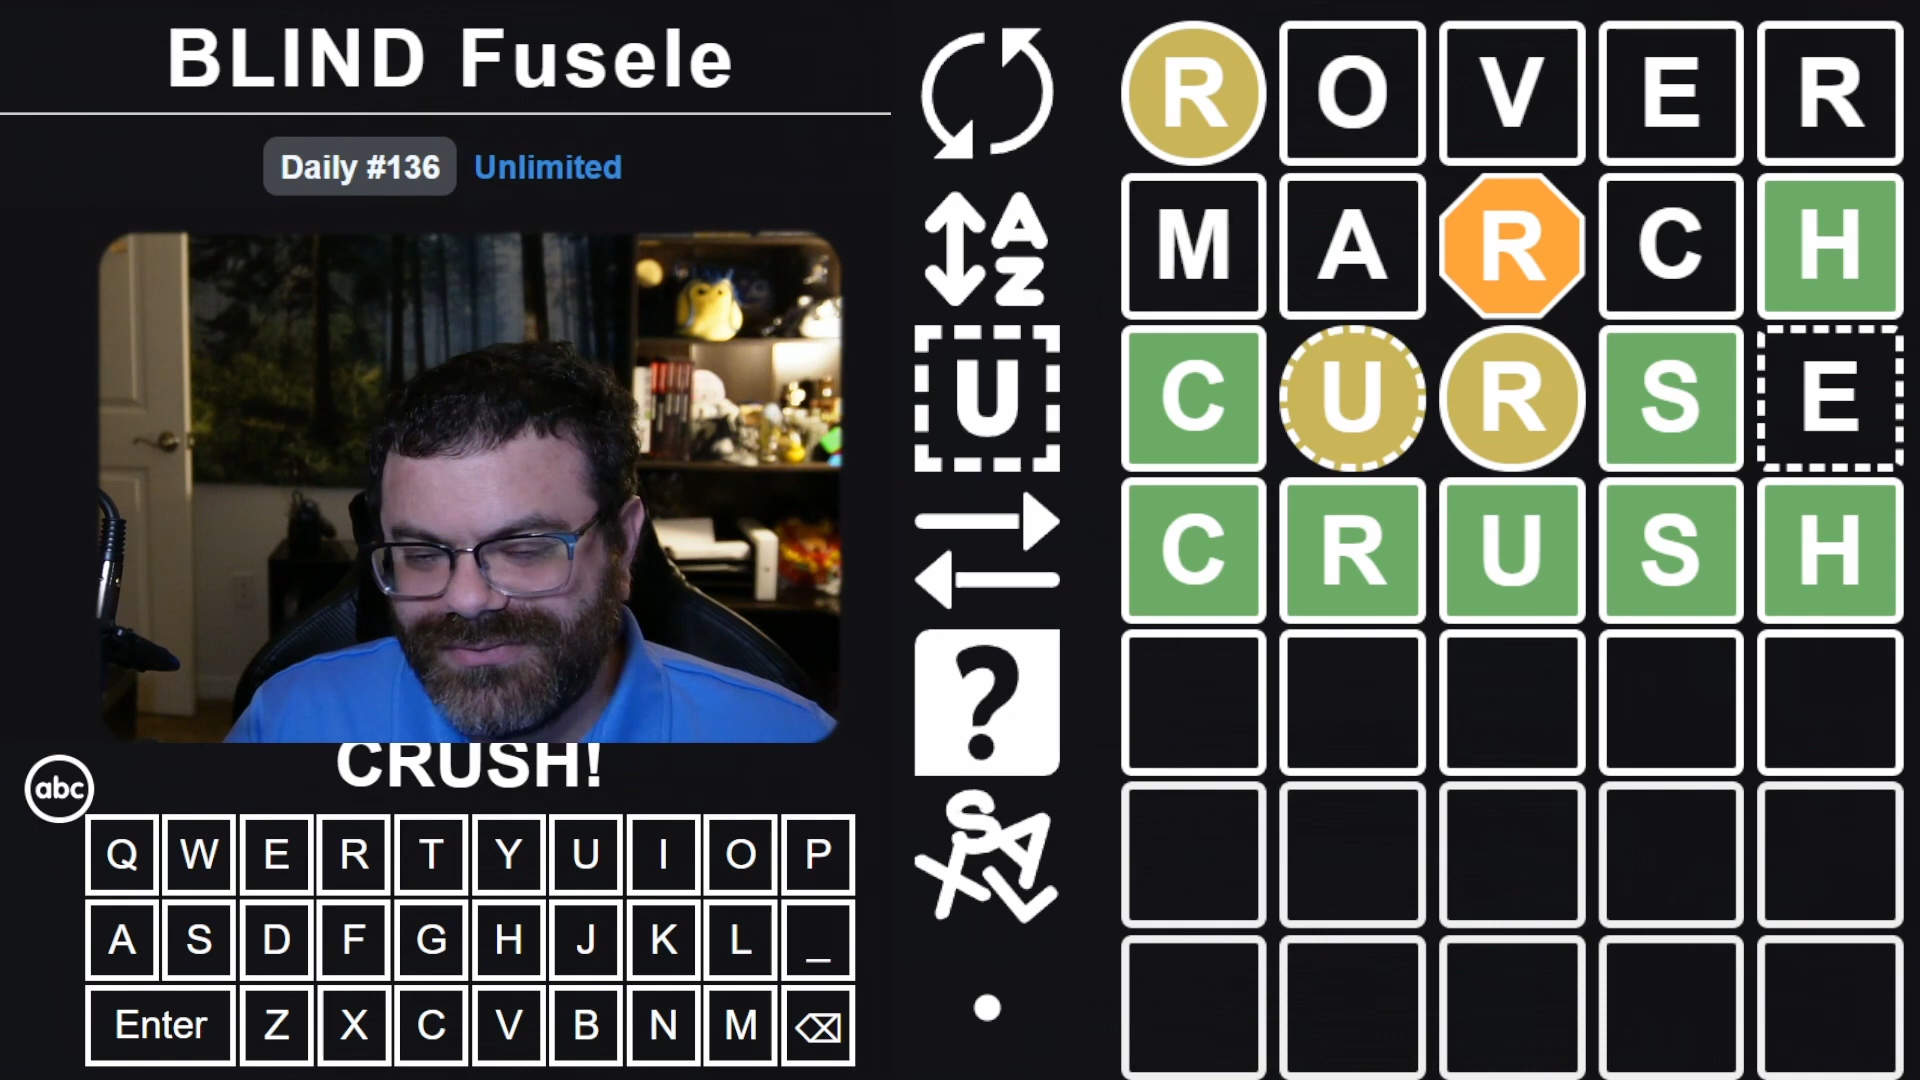 BLIND Fusele
Daily #136 Unlimited
CRUSH!
abc
Q W E R T Y U I O P
A S D F G H J K L _
Enter Z X C V B N M ⌫
A
Z
U
?
S
A
X
L
R O V E R
M A R C H
C U R S E
C R U S H